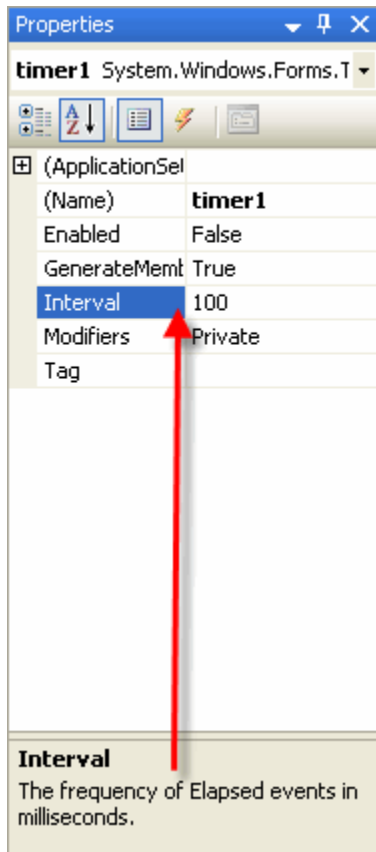 Properties
timer1 System.Windows.Forms.T
(ApplicationSet
(Name) timer1
Enabled False
GenerateMemb True
Interval 100
Modifiers Private
Tag
Interval
The frequency of Elapsed events in
milliseconds.